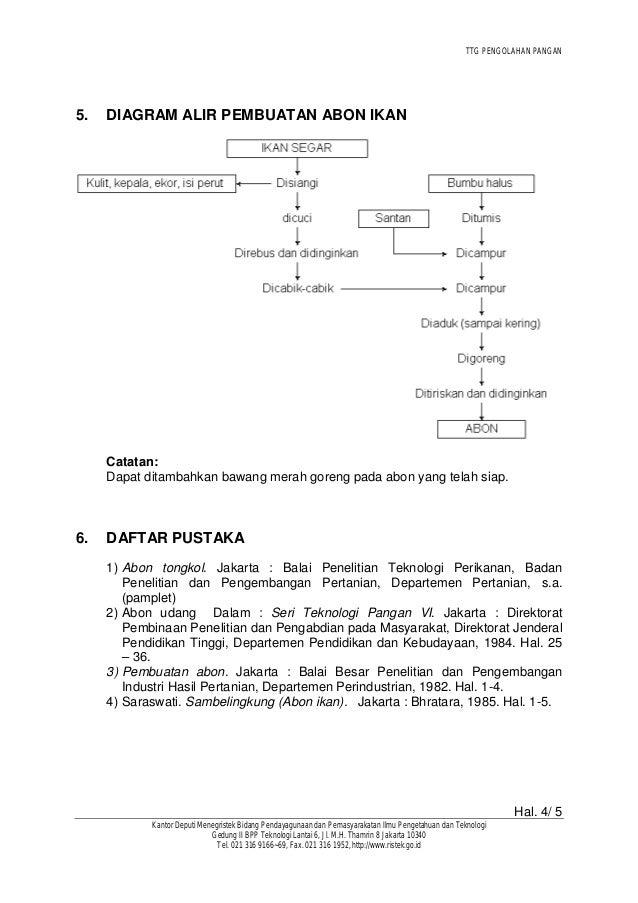 TTG PENGOLAHAN PANGAN
5. DIAGRAM ALIR PEMBUATAN ABON IKAN
IKAN SEGAR
Kulit, kepala, ekor, isi perut
Disiangi
Bumbu halus
dicuci
Santan
Ditumis
Direbus dan didinginkan
Dicampur
Dicabik-cabik
Dicampur
Diaduk (sampai kering)
Digoreng
Ditiriskan dan didinginkan
ABON
Catatan:
Dapat ditambahkan bawang merah goreng pada abon yang telah siap.
6. DAFTAR PUSTAKA
1) Abon tongkol. Jakarta : Balai Penelitian Teknologi Perikanan, Badan
Penelitian dan Pengembangan Pertanian, Departemen Pertanian, s.a.
(pamplet)
2) Abon udang Dalam : Seri Teknologi Pangan VI. Jakarta : Direktorat
Pembinaan Penelitian dan Pengabdian pada Masyarakat, Direktorat Jenderal
Pendidikan Tinggi, Departemen Pendidikan dan Kebudayaan, 1984. Hal. 25
– 36.
3) Pembuatan abon. Jakarta : Balai Besar Penelitian dan Pengembangan
Industri Hasil Pertanian, Departemen Perindustrian, 1982. Hal. 1-4.
4) Saraswati. Sambelingkung (Abon ikan). Jakarta : Bhratara, 1985. Hal. 1-5.
Hal. 4/ 5
Kantor Deputi Menegristek Bidang Pendayagunaan dan Pemasyarakatan Ilmu Pengetahuan dan Teknologi
Gedung II BPP Teknologi Lantai 6, Jl. M.H. Thamrin 8 Jakarta 10340
Tel. 021 316 9166~69, Fax. 021 316 1952, http://www.ristek.go.id